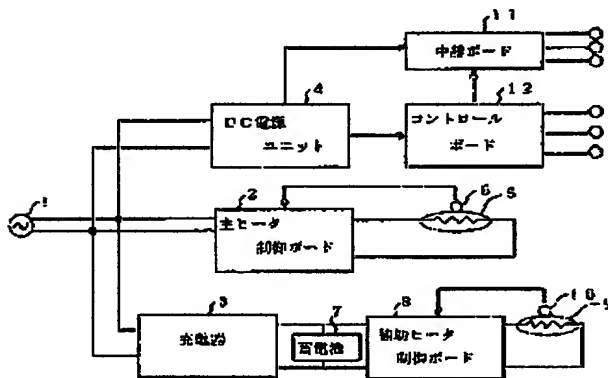 11
中継ボード
12
コントロール
ボード
4
DC電源
ユニット
1
2
主ヒータ
制御ボード
6
5
3
充電器
7
蓄電池
8
補助ヒータ
制御ボード
10
9